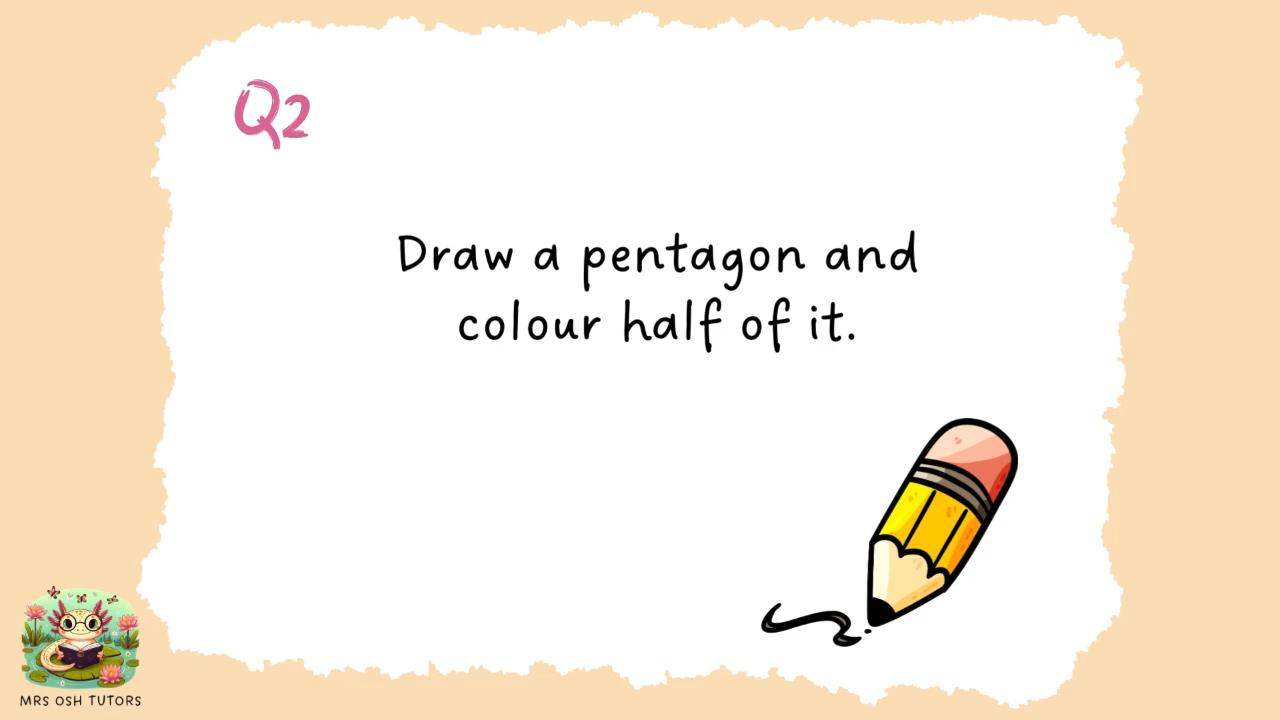 Q2
Draw a pentagon and
colour half of it.
MRS OSH TUTORS